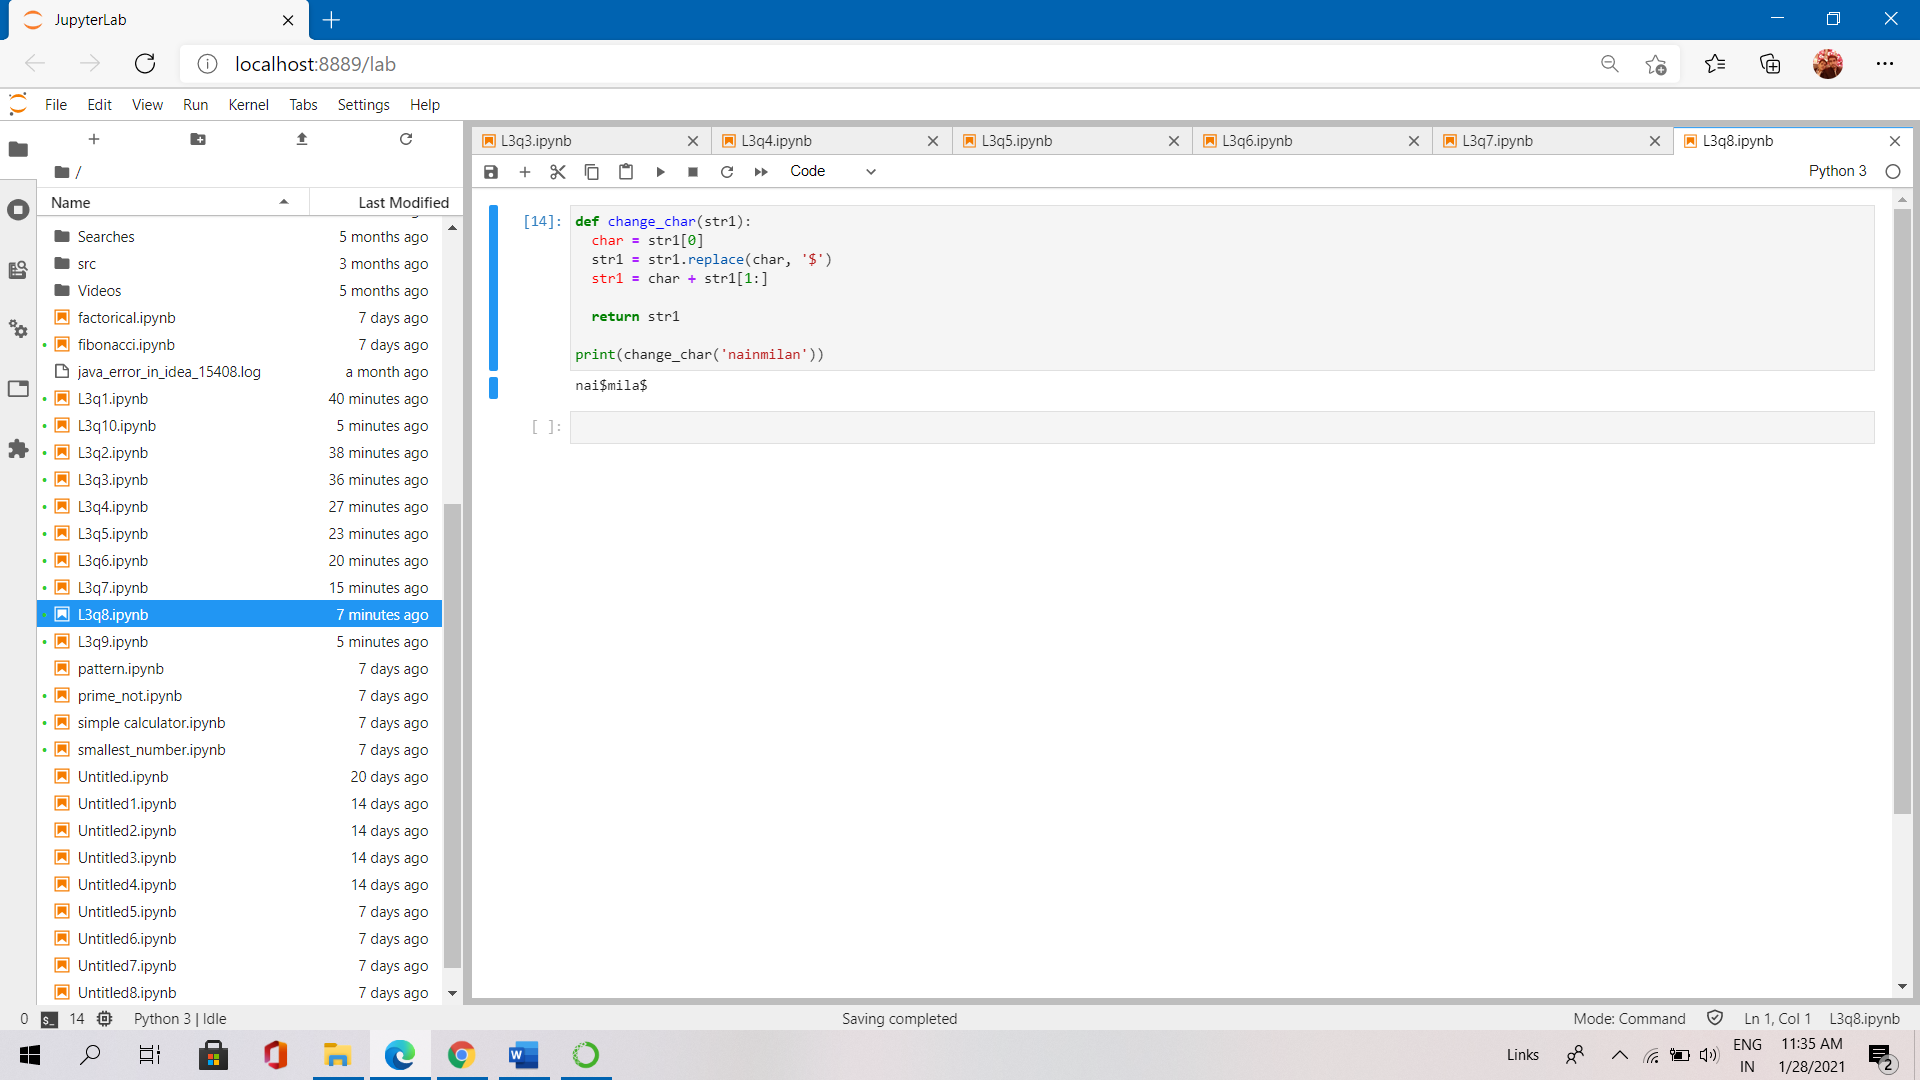 JupyterLab
localhost:8889/lab
File Edit View Run Kernel Tabs Settings Help
L3q3.ipynb L3q4.ipynb L3q5.ipynb L3q6.ipynb L3q7.ipynb L3q8.ipynb
/
Code Python 3
Name Last Modified
Searches 5 months ago
src 3 months ago
Videos 5 months ago
factorical.ipynb 7 days ago
fibonacci.ipynb 7 days ago
java_error_in_idea_15408.log a month ago
L3q1.ipynb 40 minutes ago
L3q10.ipynb 5 minutes ago
L3q2.ipynb 38 minutes ago
L3q3.ipynb 36 minutes ago
L3q4.ipynb 27 minutes ago
L3q5.ipynb 23 minutes ago
L3q6.ipynb 20 minutes ago
L3q7.ipynb 15 minutes ago
L3q8.ipynb 7 minutes ago
L3q9.ipynb 5 minutes ago
pattern.ipynb 7 days ago
prime_not.ipynb 7 days ago
simple calculator.ipynb 7 days ago
smallest_number.ipynb 7 days ago
Untitled.ipynb 20 days ago
Untitled1.ipynb 14 days ago
Untitled2.ipynb 14 days ago
Untitled3.ipynb 14 days ago
Untitled4.ipynb 14 days ago
Untitled5.ipynb 7 days ago
Untitled6.ipynb 7 days ago
Untitled7.ipynb 7 days ago
Untitled8.ipynb 7 days ago
[14]: def change_char(str1):
  char = str1[0]
  str1 = str1.replace(char, '$')
  str1 = char + str1[1:]
  return str1
print(change_char('nainmilan'))
nai$mila$
[ ]:
0 $_ 14 Python 3 | Idle Saving completed Mode: Command Ln 1, Col 1 L3q8.ipynb
Links ENG IN 11:35 AM 1/28/2021 2